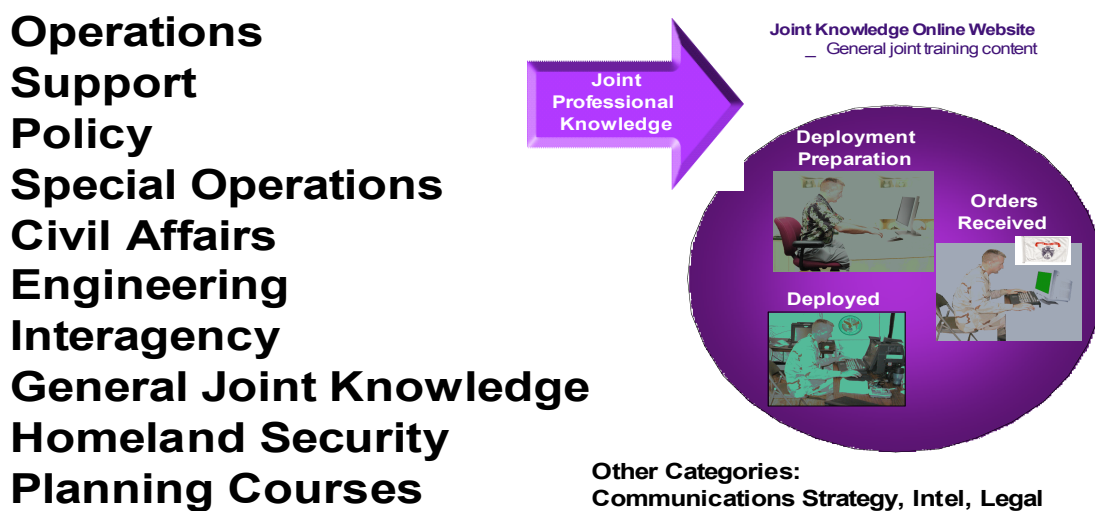 Operations
Support
Policy
Special Operations
Civil Affairs
Engineering
Interagency
General Joint Knowledge
Homeland Security
Planning Courses
Joint
Professional
Knowledge
Joint Knowledge Online Website
_ General joint training content
Deployment
Preparation
Orders
Received
Deployed
Other Categories:
Communications Strategy, Intel, Legal